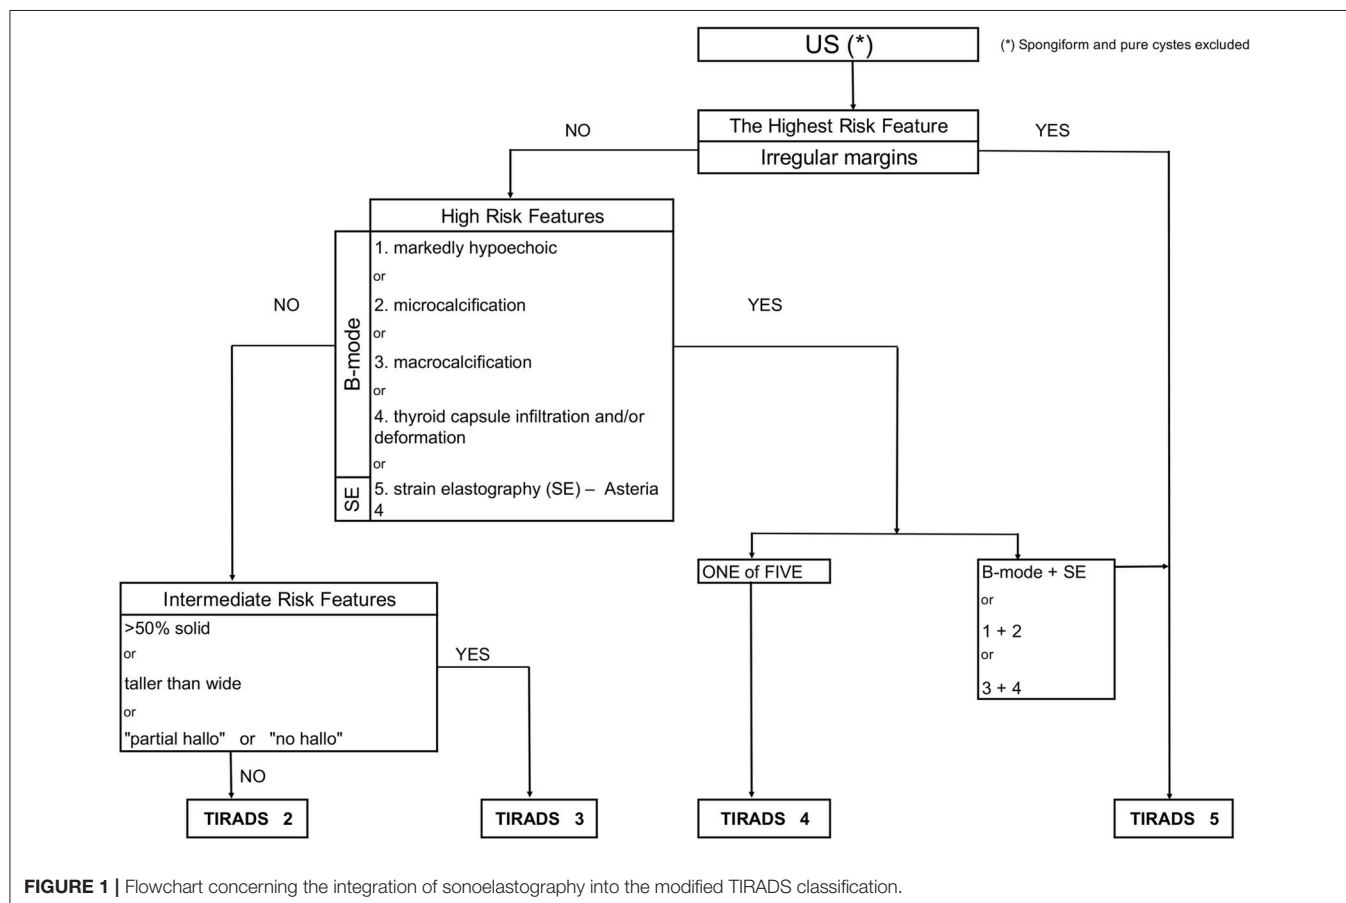 US (*)
(*) Spongiform and pure cystes excluded
The Highest Risk Feature
NO
YES
Irregular margins
High Risk Features
B-mode
1. markedly hypoechoic
or
NO
YES
2. microcalcification
or
3. macrocalcification
or
4. thyroid capsule infiltration and/or
deformation
or
SE
5. strain elastography (SE) – Asteria
4
ONE of FIVE
B-mode + SE
or
1 + 2
or
3 + 4
Intermediate Risk Features
>50% solid
or
YES
taller than wide
or
"partial hallo" or "no hallo"
NO
TIRADS 2
TIRADS 3
TIRADS 4
TIRADS 5
FIGURE 1 | Flowchart concerning the integration of sonoelastography into the modified TIRADS classification.